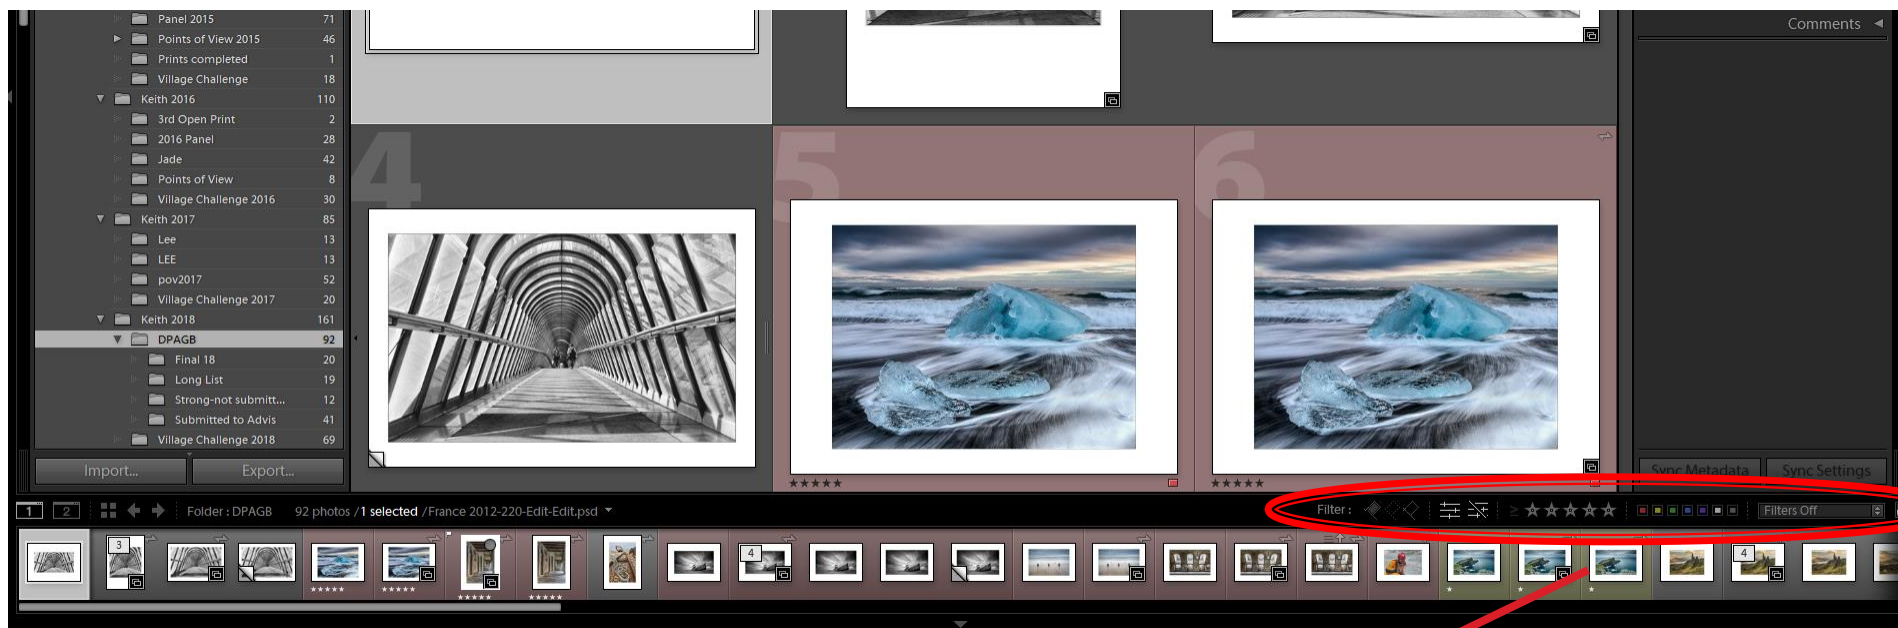 Panel 2015 71
Points of View 2015 46
Prints completed 1
Village Challenge 18
Keith 2016 110
3rd Open Print 2
2016 Panel 28
Jade 42
Points of View 8
Village Challenge 2016 30
Keith 2017 85
Lee 13
LEE 13
pov2017 52
Village Challenge 2017 20
Keith 2018 161
DPAGB 92
Final 18 20
Long List 19
Strong-not submitt... 12
Submitted to Advis 41
Village Challenge 2018 69
Import... Export...
4
5
6
Comments
Sync Metadata Sync Settings
1 2 Folder : DPAGB 92 photos / 1 selected / France 2012-220-Edit-Edit.psd Filter : Filters Off
3 4 4